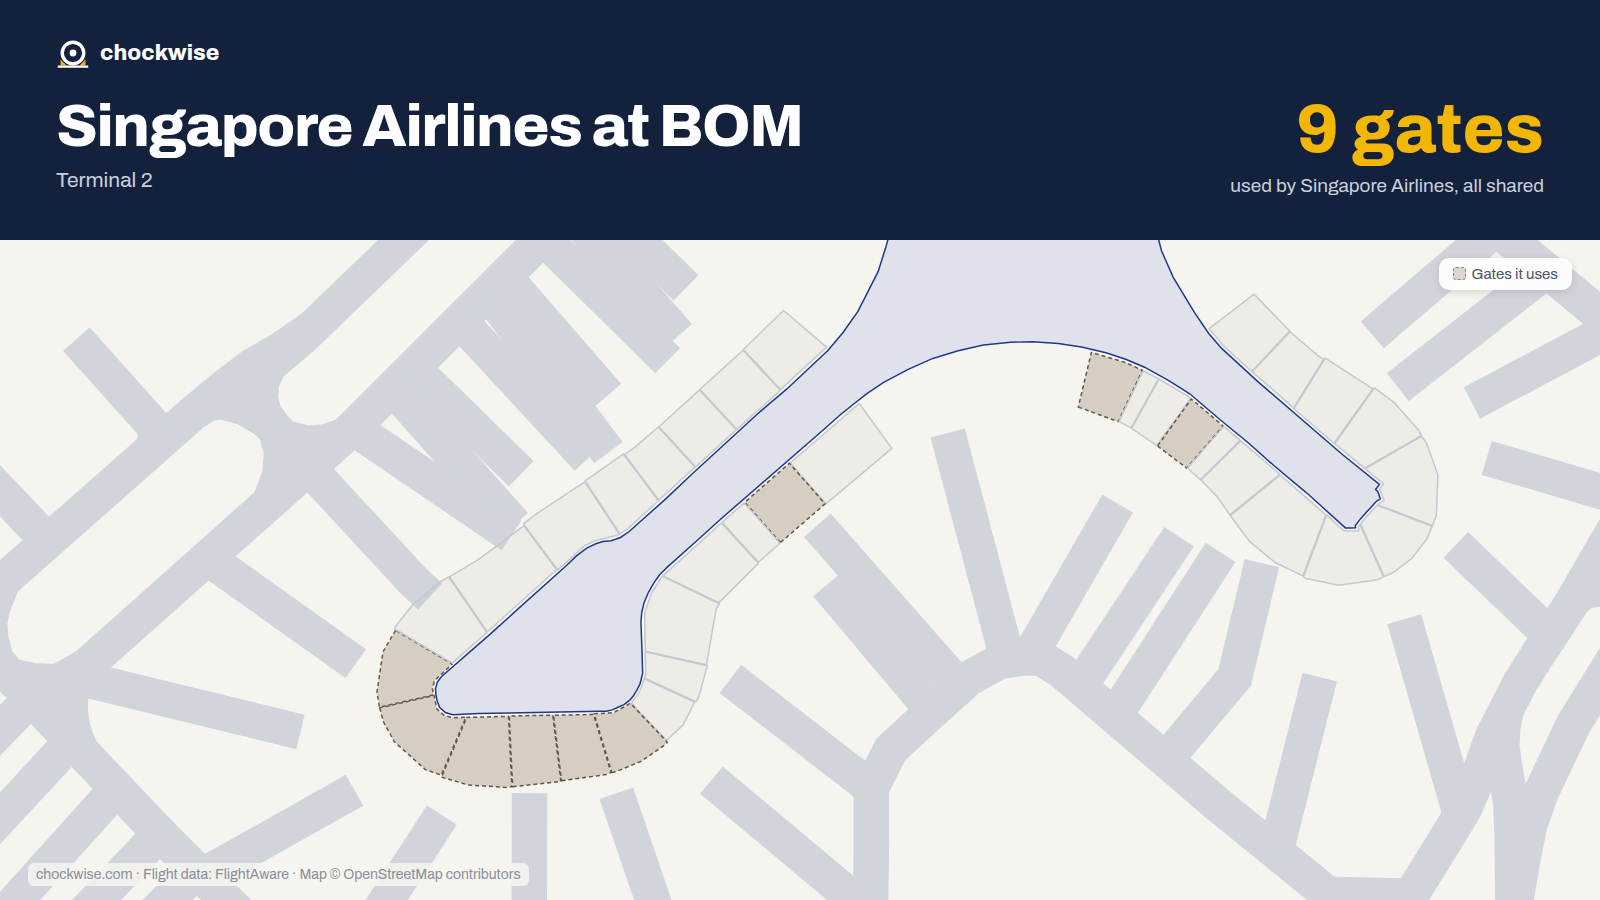 chockwise
Singapore Airlines at BOM
Terminal 2
9 gates
used by Singapore Airlines, all shared
Gates it uses
chockwise.com · Flight data: FlightAware · Map © OpenStreetMap contributors